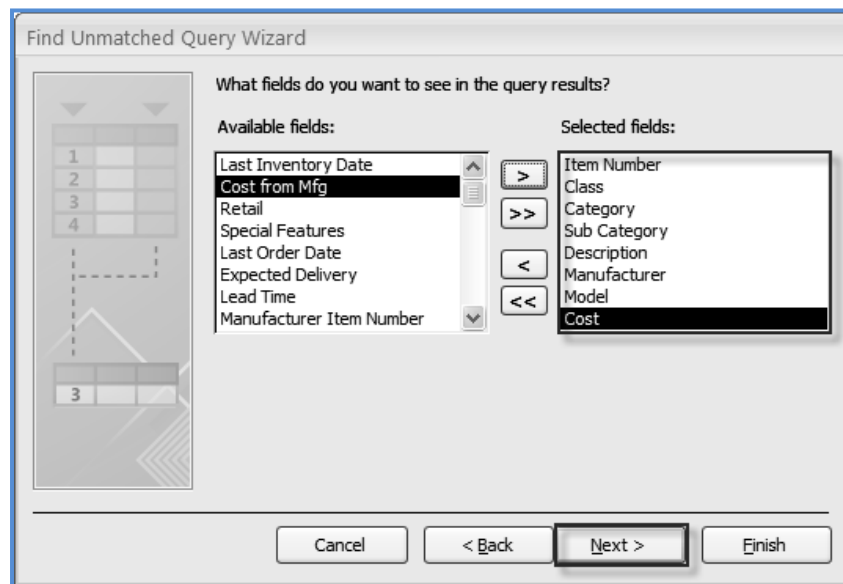 Find Unmatched Query Wizard
What fields do you want to see in the query results?
Available fields:
Selected fields:
Last Inventory Date
Cost from Mfg
Retail
Special Features
Last Order Date
Expected Delivery
Lead Time
Manufacturer Item Number
>
>>
<
<<
Item Number
Class
Category
Sub Category
Description
Manufacturer
Model
Cost
1
2
3
4
3
Cancel
< Back
Next >
Finish